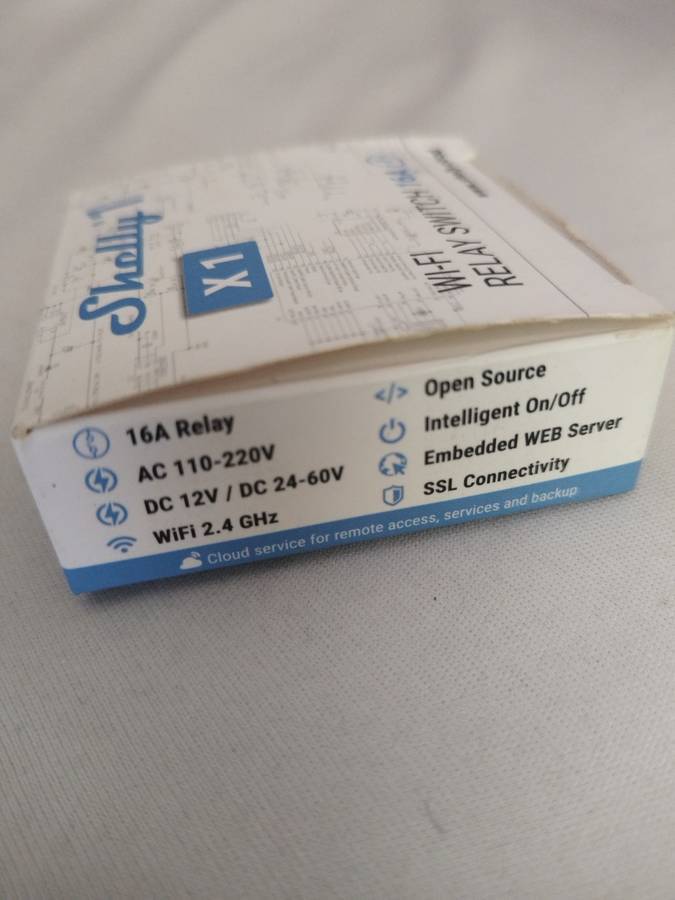 Shelly 1
X1
WI-FI
RELAY SWITCH 16A
16A Relay
AC 110-220V
DC 12V / DC 24-60V
WiFi 2.4 GHz
</> Open Source
Intelligent On/Off
Embedded WEB Server
SSL Connectivity
Cloud service for remote access, services and backup